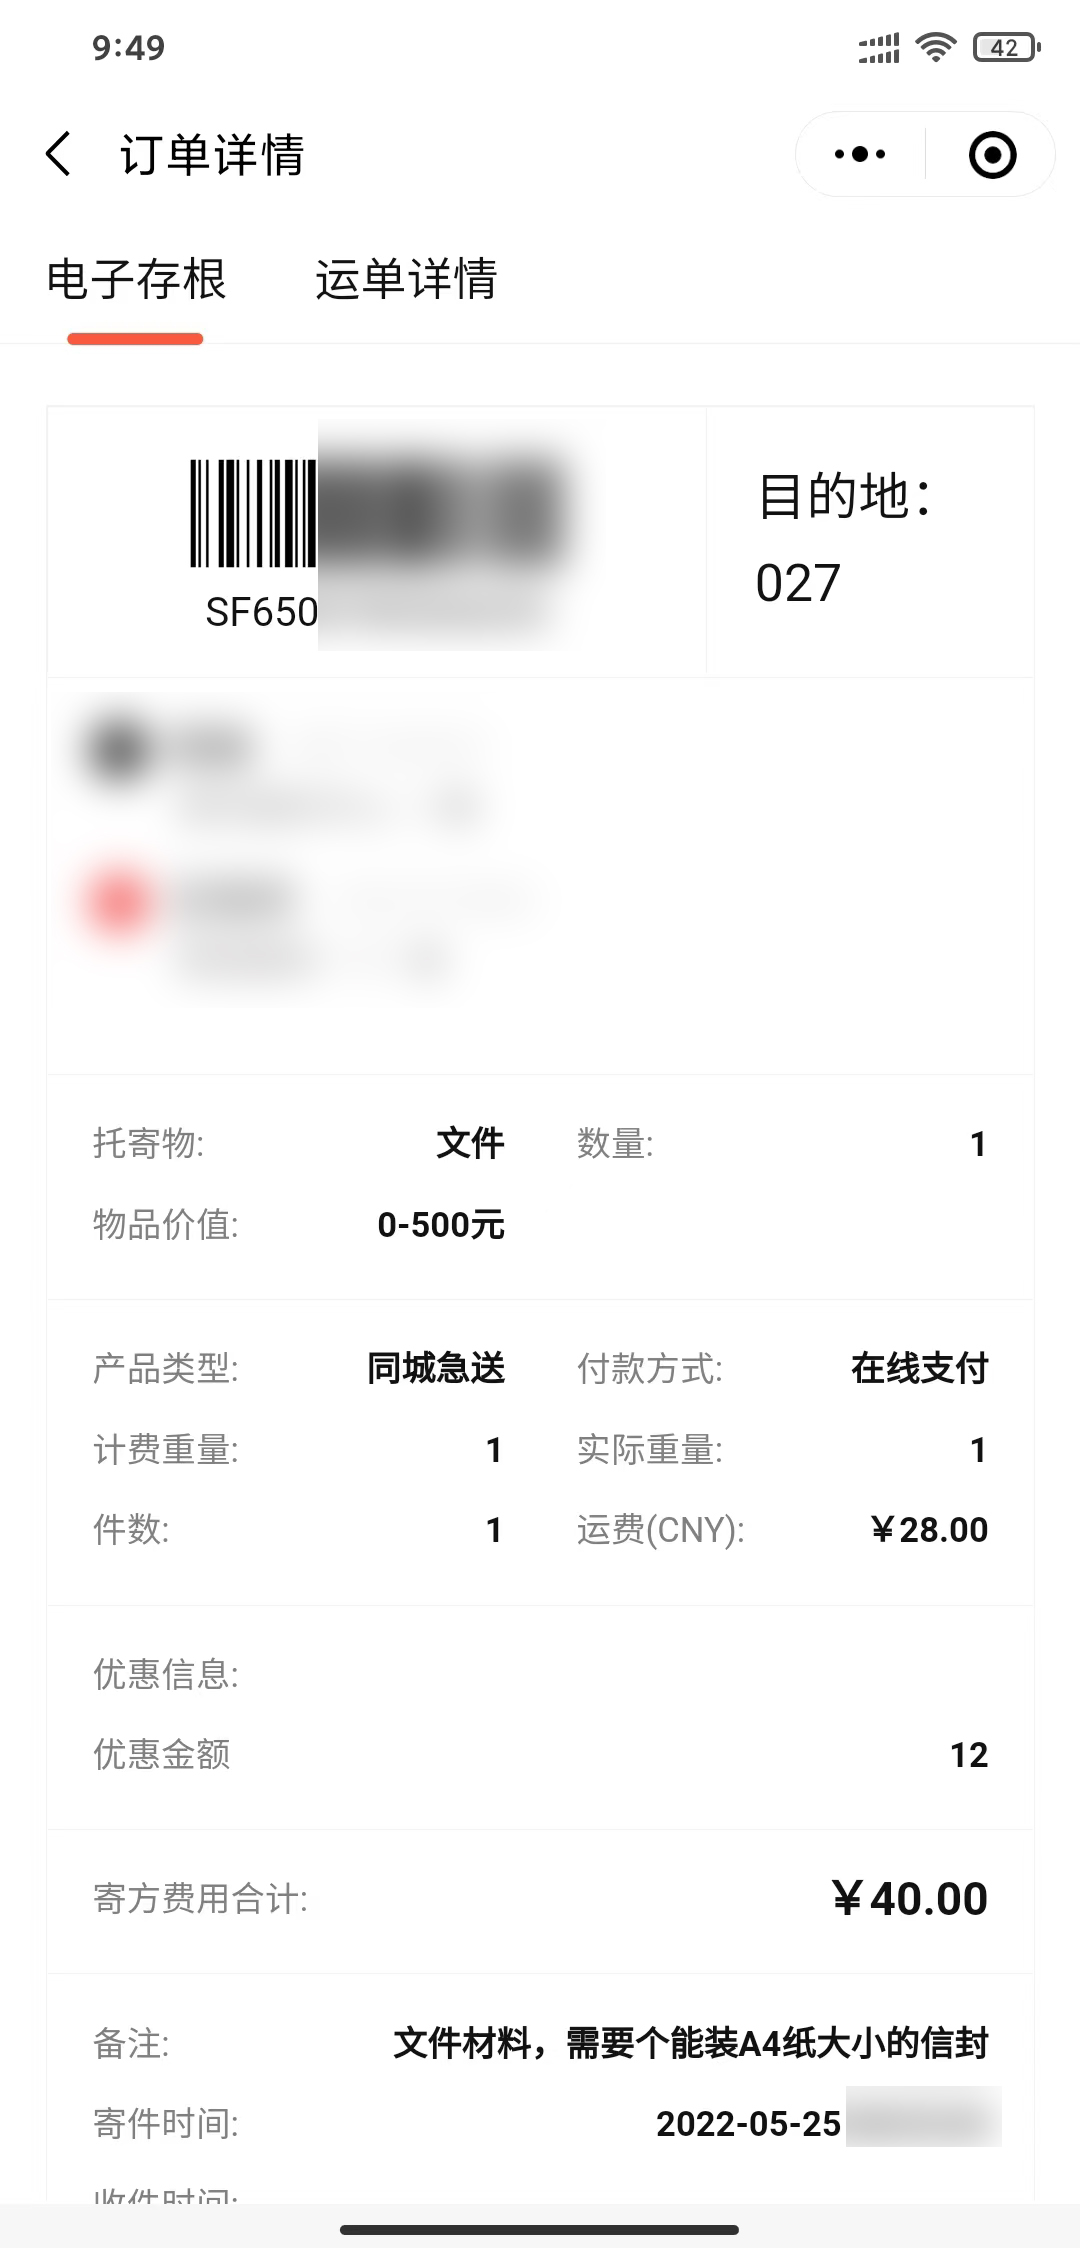 9:49
42
订单详情
电子存根 运单详情
SF650
目的地：
027
托寄物: 文件 数量: 1
物品价值: 0-500元
产品类型: 同城急送 付款方式: 在线支付
计费重量: 1 实际重量: 1
件数: 1 运费(CNY): ￥28.00
优惠信息:
优惠金额 12
寄方费用合计: ￥40.00
备注: 文件材料，需要个能装A4纸大小的信封
寄件时间: 2022-05-25
收件时间: